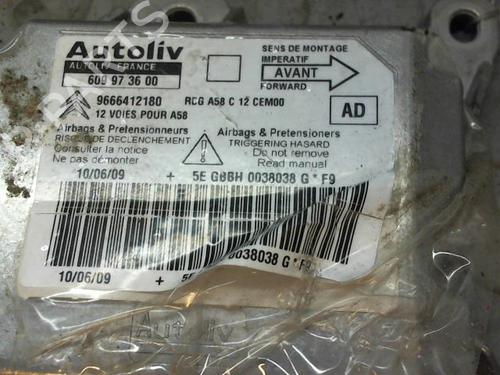 Autoliv
AUTOLIV FRANCE
609 97 36 00
SENS DE MONTAGE
IMPERATIF
AVANT
FORWARD
9666412180 RCG A58 C 12 CEM00
12 VOIES POUR A58
AD
Airbags & Pretensionneurs
RISQUE DE DECLENCHEMENT
Consulter la notice
Ne pas démonter
Airbags & Pretensioners
TRIGGERING HASARD
Do not remove
Read manual
10/06/09 + 5E G8BH 0038038 G * F9
10/06/09 + 5E 0038038 G * F9
Autoliv